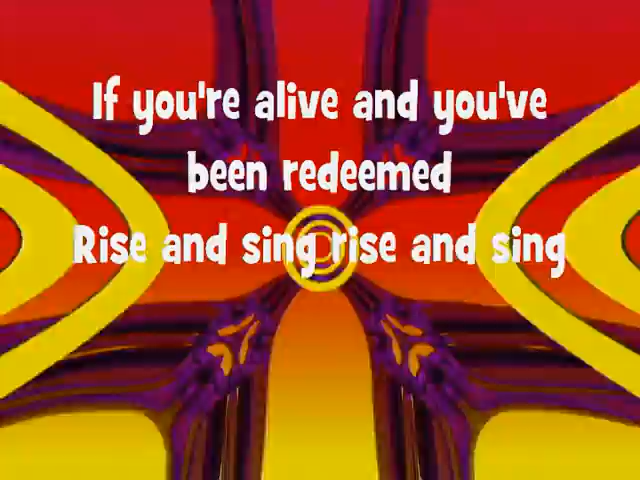 If you're alive and you've
been redeemed
Rise and sing rise and sing